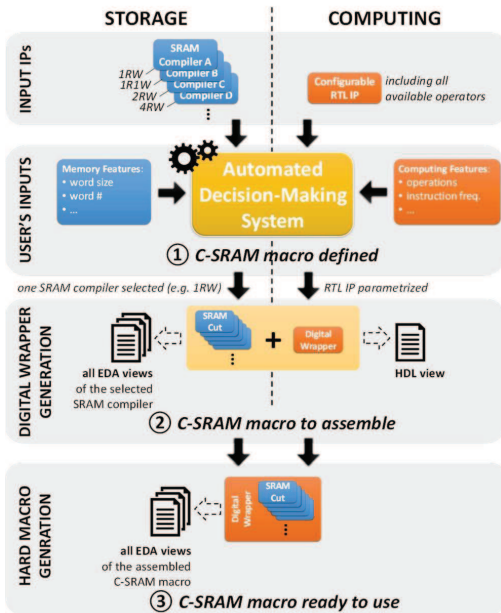 STORAGE
COMPUTING
INPUT IPs
SRAM
Compiler A
Compiler B
Compiler C
Compiler D
1RW
1R1W
2RW
4RW
Configurable
RTL IP
including all
available operators
USER'S INPUTS
Memory Features:
• word size
• word #
• ...
Automated
Decision-Making
System
Computing Features:
• operations
• instruction freq.
• ...
① C-SRAM macro defined
one SRAM compiler selected (e.g. 1RW)
RTL IP parametrized
DIGITAL WRAPPER
GENERATION
SRAM
Cut
+
Digital
Wrapper
all EDA views
of the selected
SRAM compiler
HDL view
② C-SRAM macro to assemble
HARD MACRO
GENRATION
Digital
Wrapper
SRAM
Cut
all EDA views
of the assembled
C-SRAM macro
③ C-SRAM macro ready to use